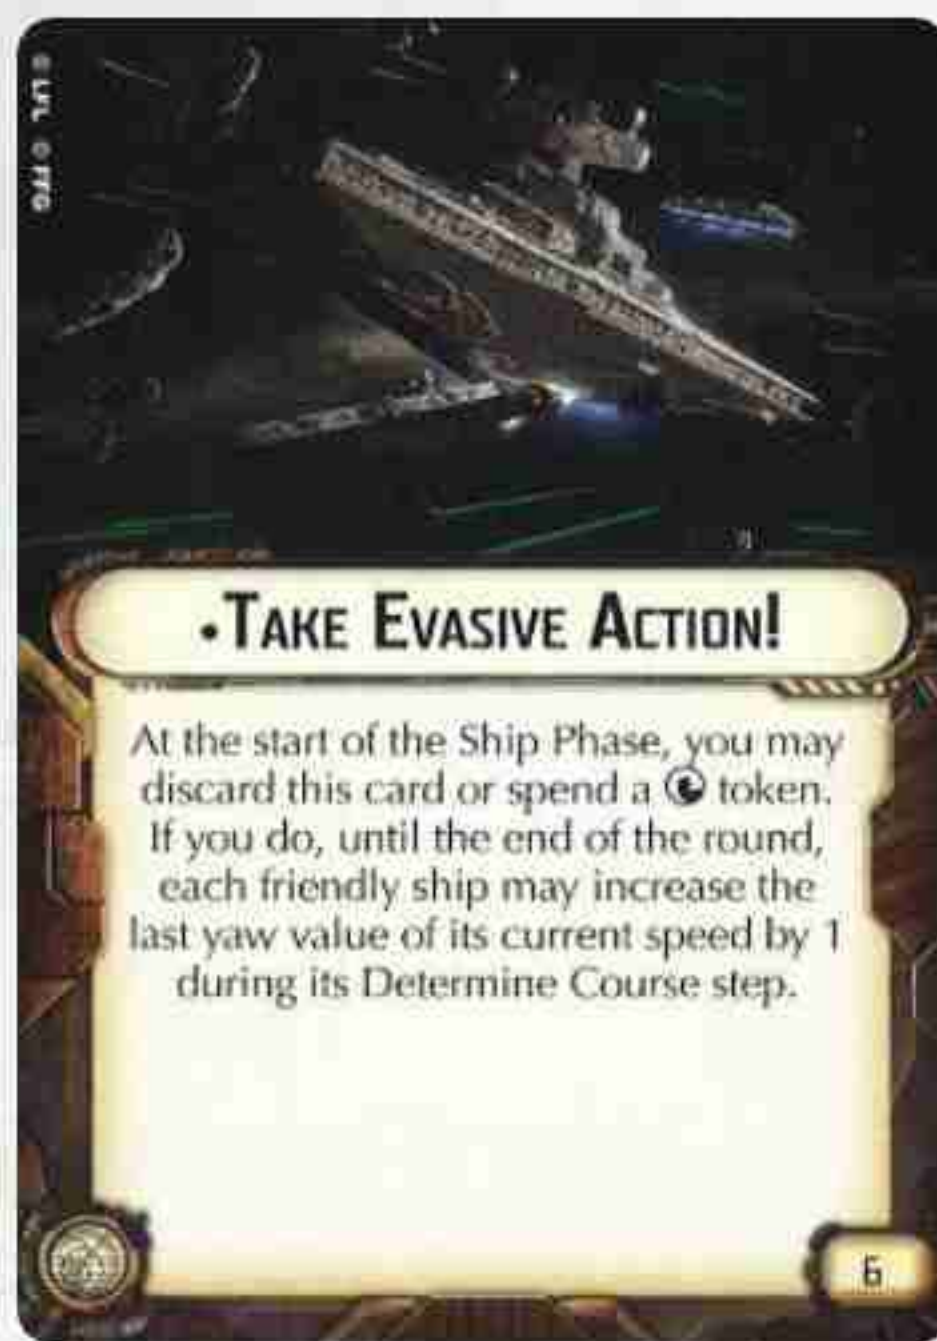 © LFL © FFG
•TAKE EVASIVE ACTION!
At the start of the Ship Phase, you may
discard this card or spend a token.
If you do, until the end of the round,
each friendly ship may increase the
last yaw value of its current speed by 1
during its Determine Course step.
6